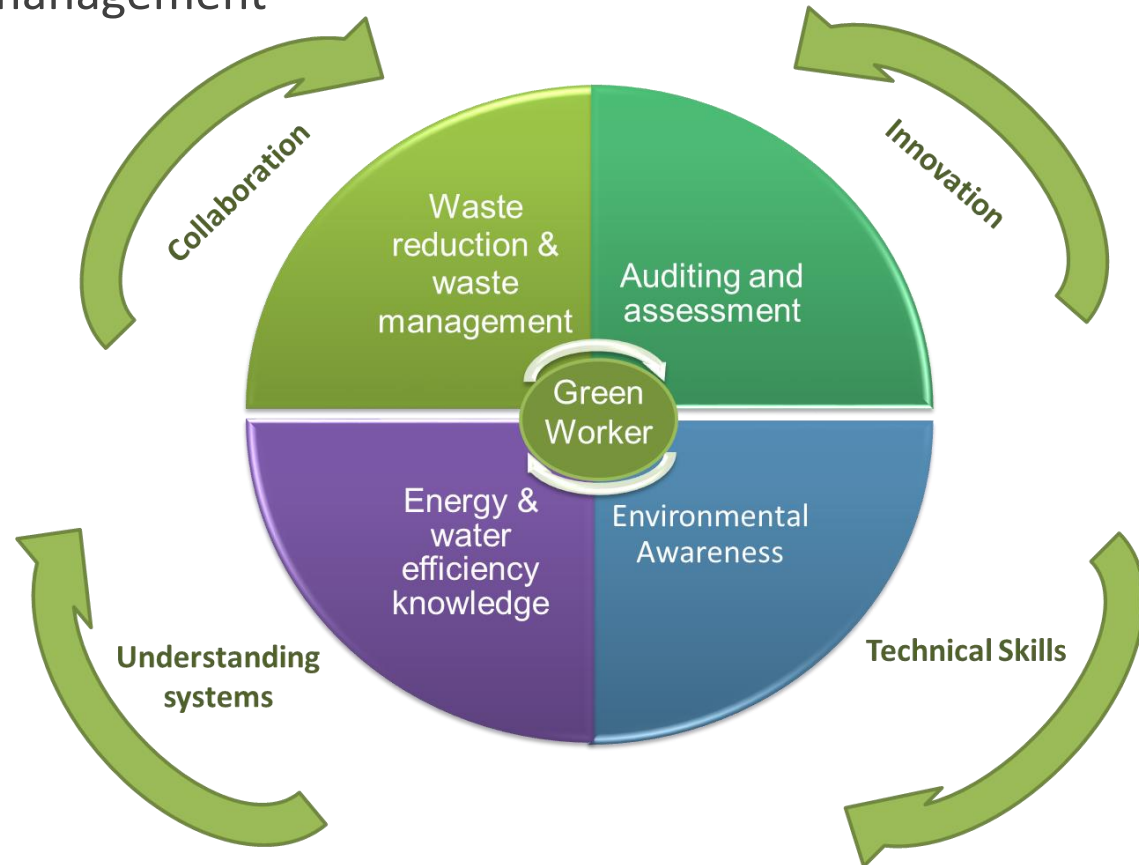 management
Collaboration
Innovation
Waste
reduction &
waste
management
Auditing and
assessment
Green
Worker
Energy &
water
efficiency
knowledge
Environmental
Awareness
Understanding
systems
Technical Skills